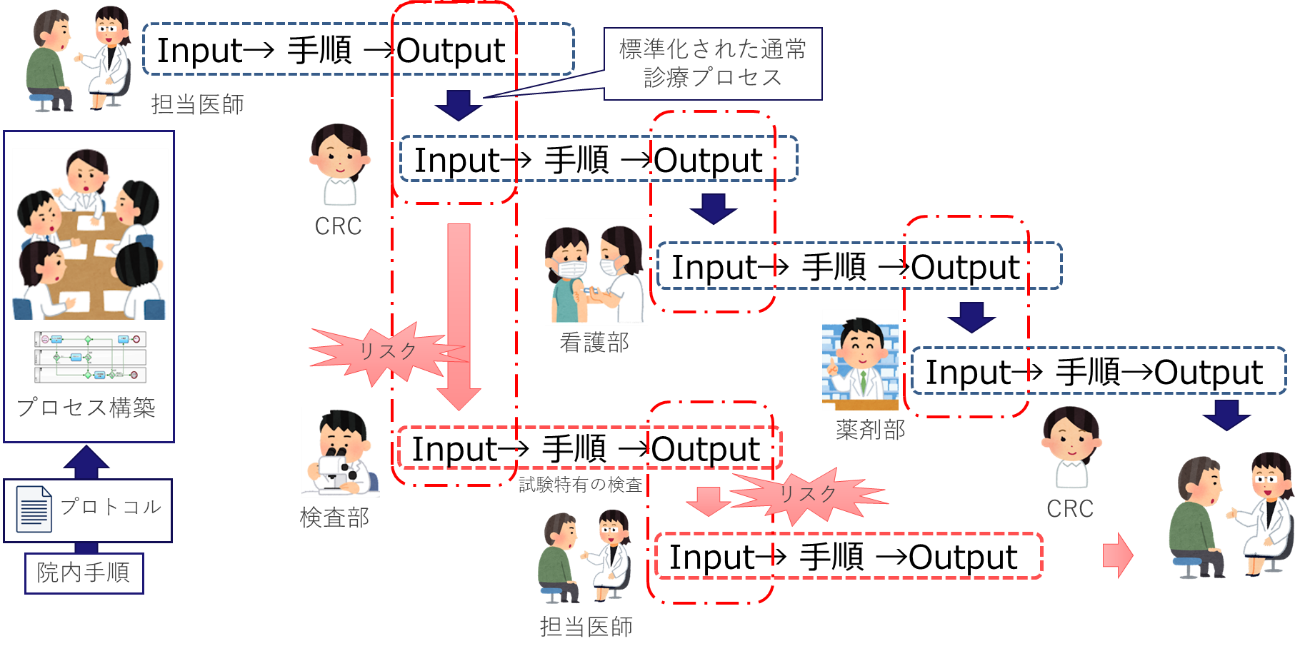 Input→ 手順 →Output
担当医師
標準化された通常
診療プロセス
Input→ 手順 →Output
CRC
Input→ 手順 →Output
看護部
リスク
Input→ 手順→Output
薬剤部
プロセス構築
Input→ 手順 →Output
試験特有の検査
検査部
リスク
CRC
プロトコル
Input→ 手順 →Output
院内手順
担当医師